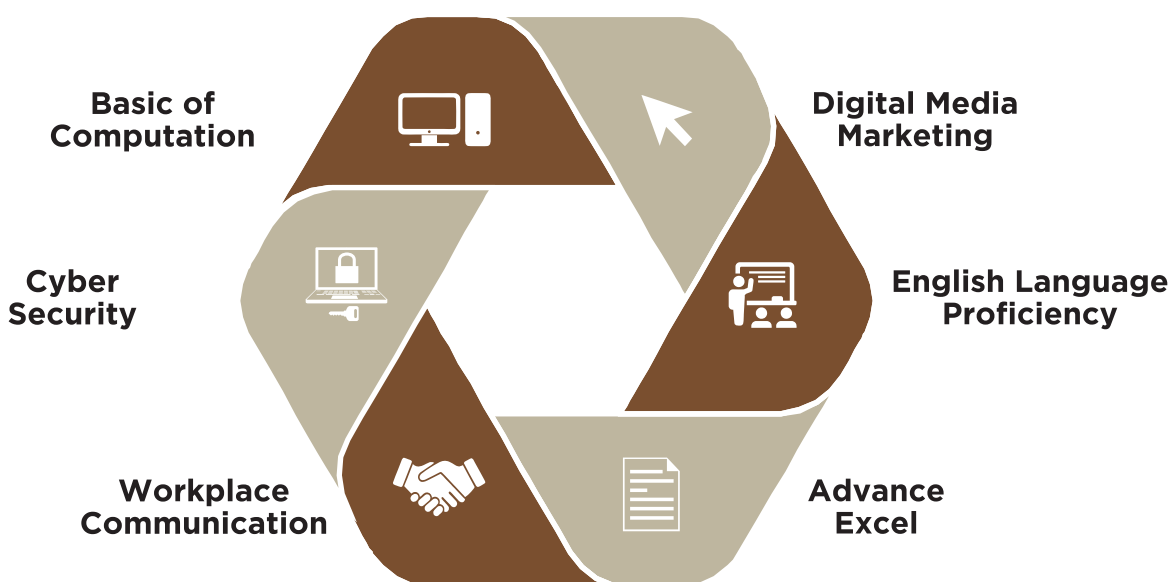 Basic of
Computation
Digital Media
Marketing
Cyber
Security
English Language
Proficiency
Workplace
Communication
Advance
Excel